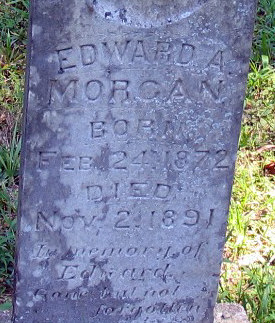 EDWARD A.
MORGAN
BORN
FEB. 24, 1872
DIED
NOV. 2, 1891
In memory of
Edward.
Gone but not
forgotten